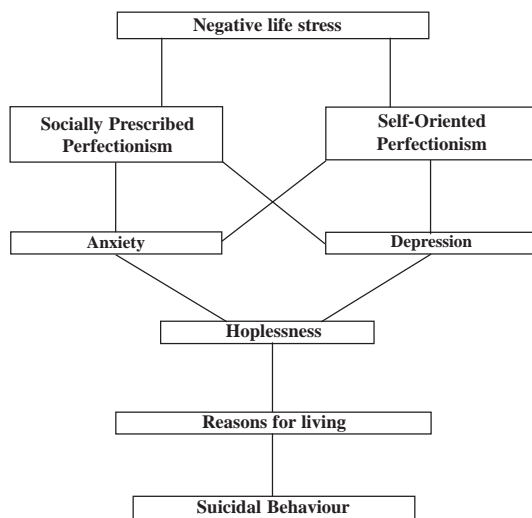 Negative life stress
Socially Prescribed
Perfectionism
Self-Oriented
Perfectionism
Anxiety
Depression
Hoplessness
Reasons for living
Suicidal Behaviour